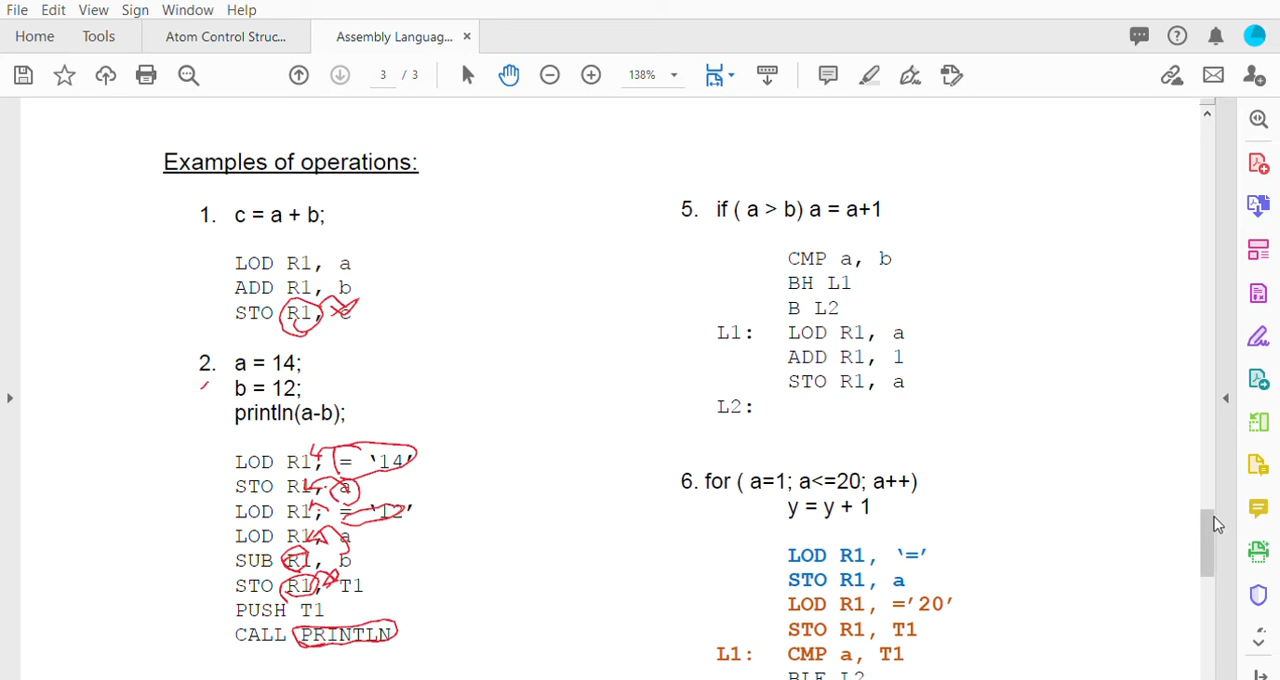 File Edit View Sign Window Help
Home Tools Atom Control Struc... Assembly Languag... ×
3 / 3 138%
Examples of operations:
1. c = a + b;
LOD R1, a
ADD R1, b
STO R1, c
2. a = 14;
b = 12;
println(a-b);
LOD R1, = ‘14’
STO R1, a
LOD R1, = ‘12’
LOD R1, a
SUB R1, b
STO R1, T1
PUSH T1
CALL PRINTLN
5. if ( a > b) a = a+1
CMP a, b
BH L1
B L2
L1: LOD R1, a
ADD R1, 1
STO R1, a
L2:
6. for ( a=1; a<=20; a++)
y = y + 1
LOD R1, ‘=’
STO R1, a
LOD R1, =’20’
STO R1, T1
L1: CMP a, T1
BLE L2